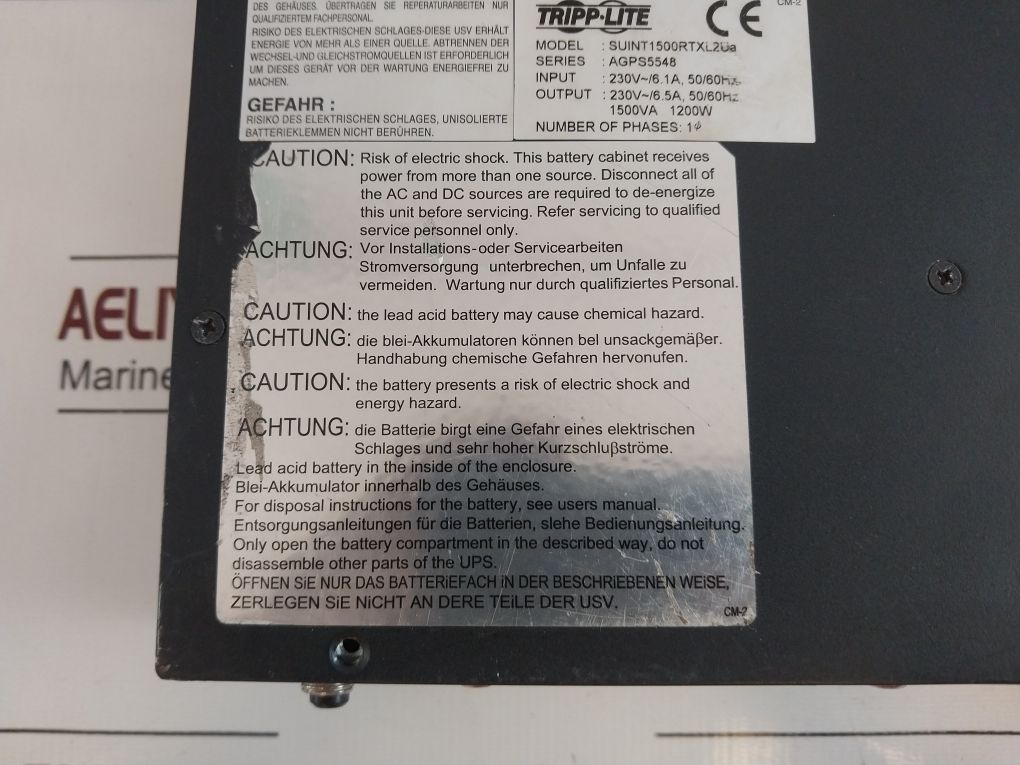 DES GEHÄUSES. ÜBERTRAGEN SIE REPERATURARBEITEN NUR
QUALIFIZIERTEM FACHPERSONAL.
RISIKO DES ELEKTRISCHEN SCHLAGES-DIESE USV ERHÄLT
ENERGIE VON MEHR ALS EINER QUELLE. ABTRENNEN DER
WECHSEL-UND GLEICHSTROMQUELLEN IST ERFORDERLICH
UM DIESES GERÄT VOR DER WARTUNG ENERGIEFREI ZU
MACHEN.
GEFAHR :
RISIKO DES ELEKTRISCHEN SCHLAGES, UNISOLIERTE
BATTERIEKLEMMEN NICHT BERÜHREN.
TRIPP·LITE
CE
CM-2
MODEL : SUINT1500RTXL2Ua
SERIES : AGPS5548
INPUT : 230V~/6.1A, 50/60Hz
OUTPUT : 230V~/6.5A, 50/60Hz
1500VA 1200W
NUMBER OF PHASES: 1ϕ
CAUTION: Risk of electric shock. This battery cabinet receives
power from more than one source. Disconnect all of
the AC and DC sources are required to de-energize
this unit before servicing. Refer servicing to qualified
service personnel only.
ACHTUNG: Vor Installations-oder Servicearbeiten
Stromversorgung unterbrechen, um Unfalle zu
vermeiden. Wartung nur durch qualifiziertes Personal.
CAUTION: the lead acid battery may cause chemical hazard.
ACHTUNG: die blei-Akkumulatoren können bel unsackgemäβer.
Handhabung chemische Gefahren hervonufen.
CAUTION: the battery presents a risk of electric shock and
energy hazard.
ACHTUNG: die Batterie birgt eine Gefahr eines elektrischen
Schlages und sehr hoher Kurzschluβströme.
Lead acid battery in the inside of the enclosure.
Blei-Akkumulator innerhalb des Gehäuses.
For disposal instructions for the battery, see users manual.
Entsorgungsanleitungen für die Batterien, slehe Bedienungsanleitung.
Only open the battery compartment in the described way, do not
disassemble other parts of the UPS.
ÖFFNEN SiE NUR DAS BATTERiEFACH iN DER BESCHRiEBENEN WEiSE,
ZERLEGEN SiE NiCHT AN DERE TEiLE DER USV.
CM-2
Marine